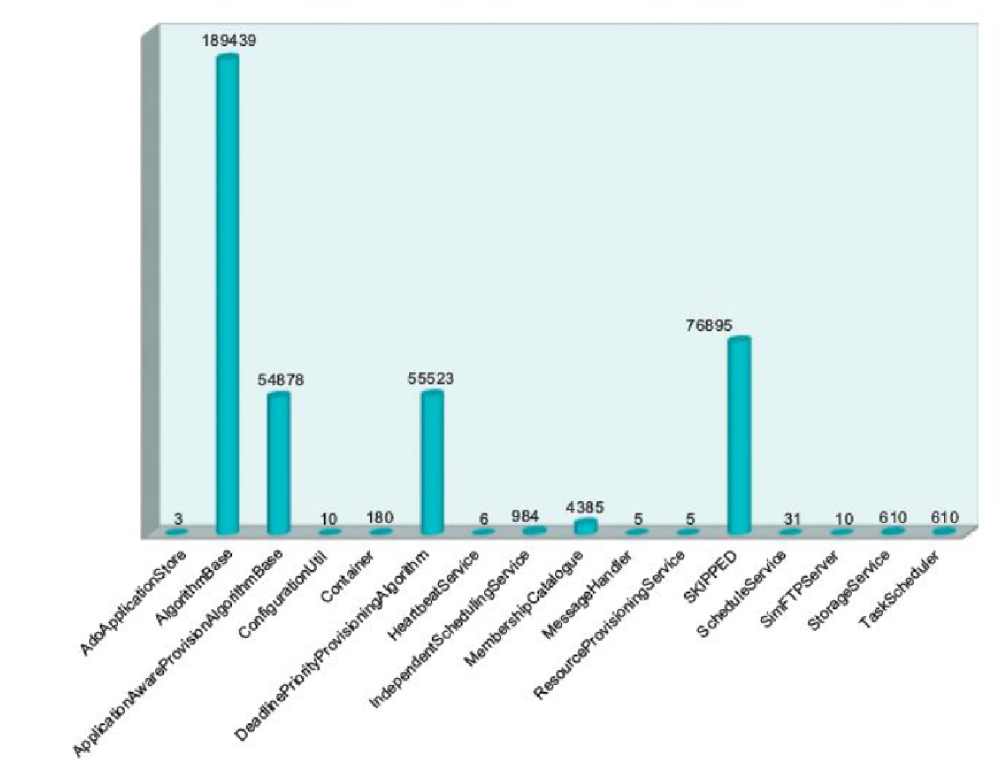 189439
76895
55523
54878
4385
984
3
10
180
6
5
5
31
10
610
610
AdoApplicationStore
AlgorithmBase
ApplicationAwareProvisionAlgorithmBase
ConfigurationUtil
Container
DeadlinePriorityProvisioningAlgorithm
HeartbeatService
IndependentSchedulingService
MembershipCatalogue
MessageHandler
ResourceProvisioningService
SKIPPED
ScheduleService
SimFTPServer
StorageService
TaskScheduler